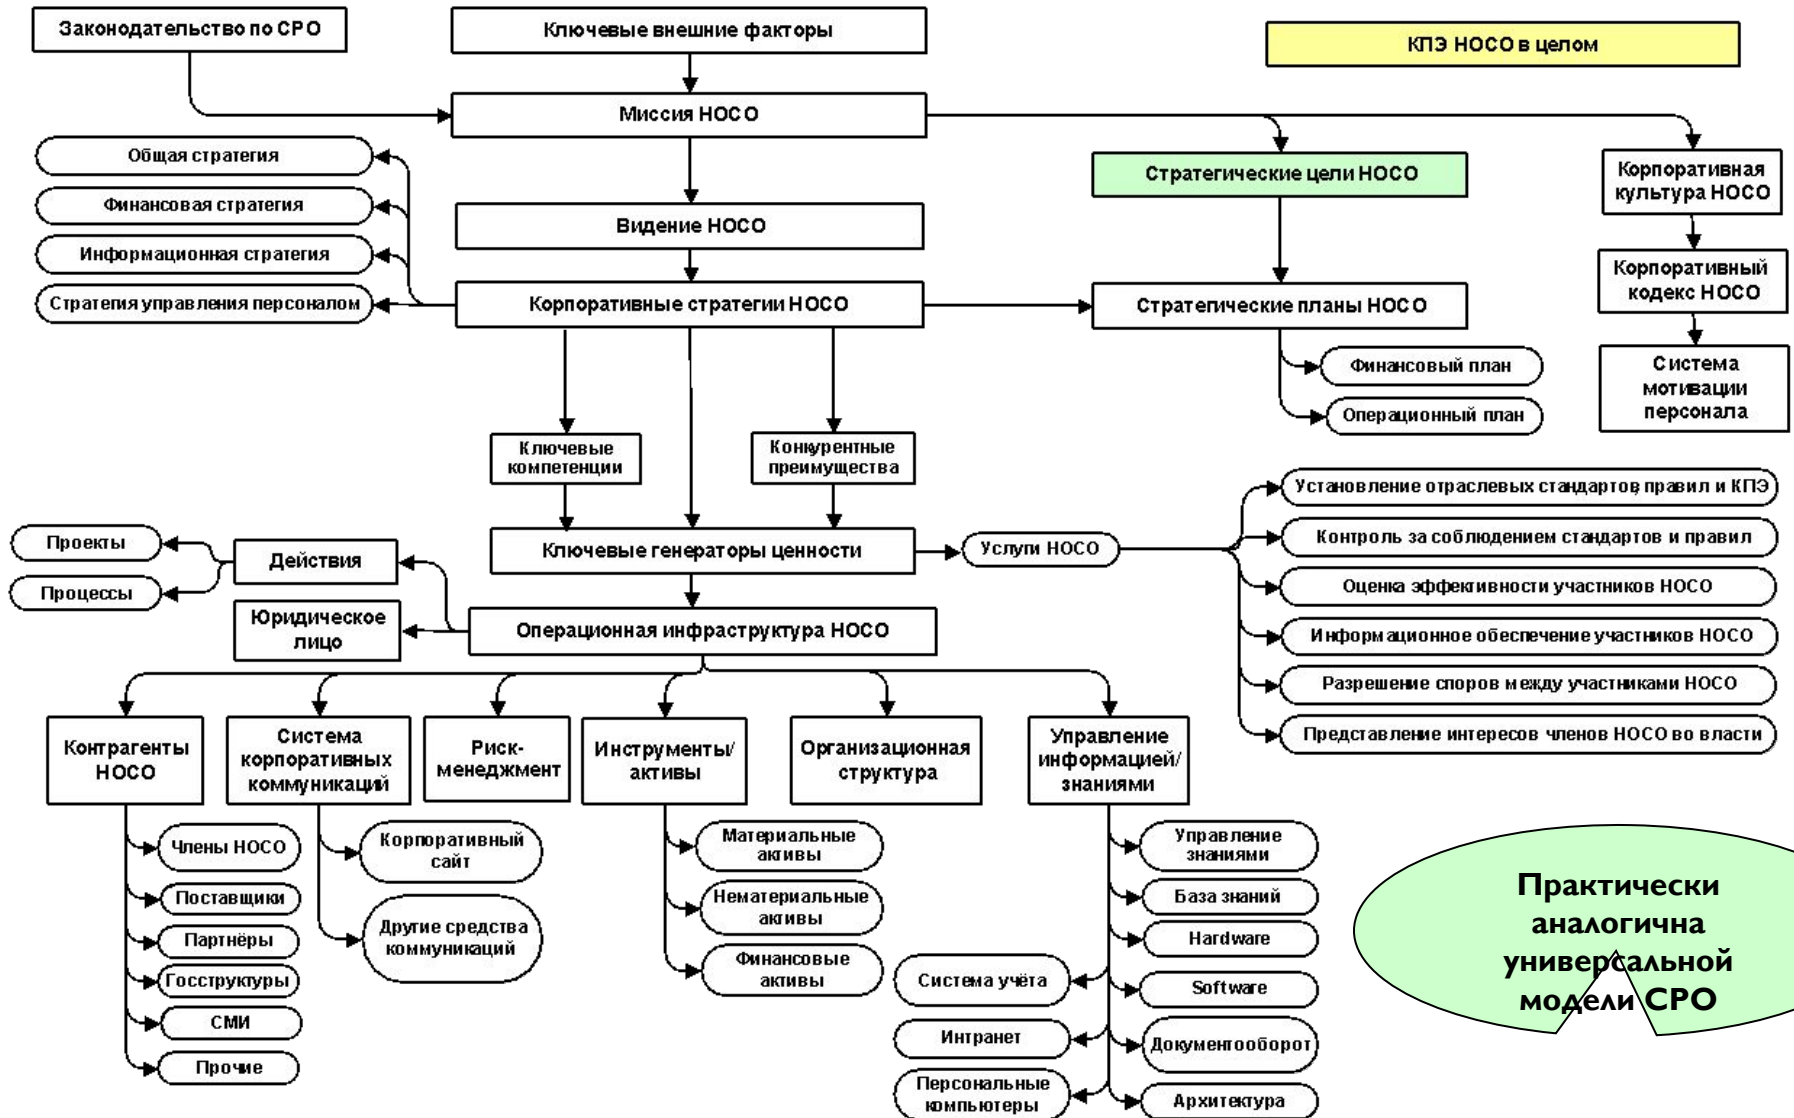 Законодательство по СРО
Ключевые внешние факторы
КПЭ НОСО в целом
Миссия НОСО
Общая стратегия
Стратегические цели НОСО
Корпоративная
культура НОСО
Финансовая стратегия
Видение НОСО
Информационная стратегия
Корпоративный
кодекс НОСО
Стратегия управления персоналом
Корпоративные стратегии НОСО
Стратегические планы НОСО
Финансовый план
Система
мотивации
персонала
Операционный план
Ключевые
компетенции
Конкурентные
преимущества
Установление отраслевых стандартов, правил и КПЭ
Контроль за соблюдением стандартов и правил
Проекты
Действия
Ключевые генераторы ценности
Услуги НОСО
Оценка эффективности участников НОСО
Процессы
Юридическое
лицо
Операционная инфраструктура НОСО
Информационное обеспечение участников НОСО
Разрешение споров между участниками НОСО
Представление интересов членов НОСО во власти
Контрагенты
НОСО
Система
корпоративных
коммуникаций
Риск-
менеджмент
Инструменты/
активы
Организационная
структура
Управление
информацией/
знаниями
Члены НОСО
Поставщики
Партнёры
Госструктуры
СМИ
Прочие
Корпоративный
сайт
Другие средства
коммуникаций
Материальные
активы
Нематериальные
активы
Финансовые
активы
Управление
знаниями
База знаний
Hardware
Система учёта
Software
Интранет
Документооборот
Персональные
компьютеры
Архитектура
Практически
аналогична
универсальной
модели СРО